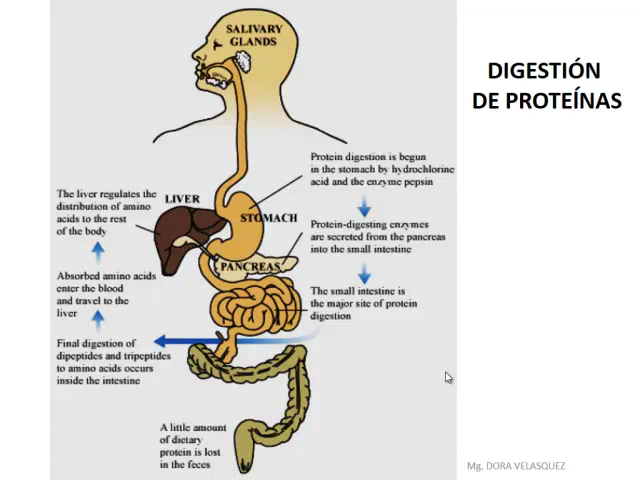 SALIVARY
GLANDS
DIGESTIÓN
DE PROTEÍNAS
Protein digestion is begun
in the stomach by hydrochlorine
acid and the enzyme pepsin
The liver regulates the
distribution of amino
acids to the rest
of the body
LIVER
STOMACH
Protein-digesting enzymes
are secreted from the pancreas
into the small intestine
PANCREAS
Absorbed amino acids
enter the blood
and travel to the
liver
The small intestine is
the major site of protein
digestion
Final digestion of
dipeptides and tripeptides
to amino acids occurs
inside the intestine
A little amount
of dietary
protein is lost
in the feces
Mg. DORA VELASQUEZ